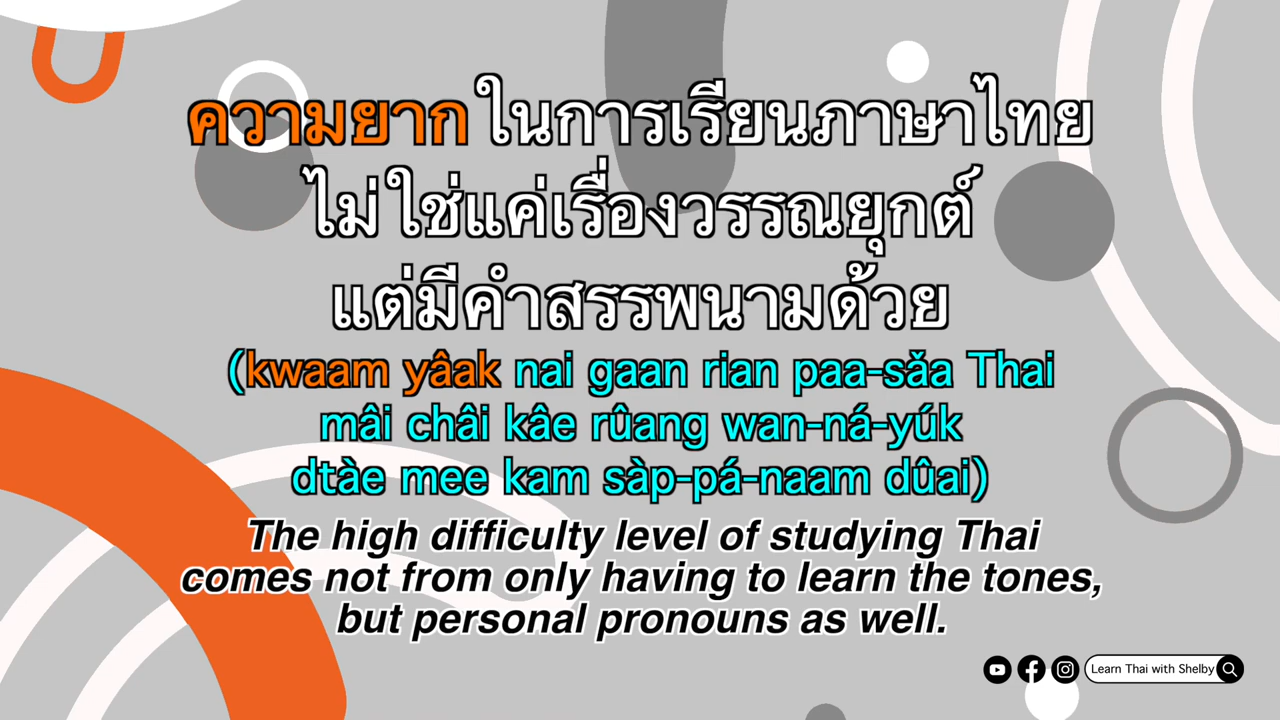 ความยากในการเรียนภาษาไทย
ไม่ใช่แค่เรื่องวรรณยุกต์
แต่มีคำสรรพนามด้วย
(kwaam yâak nai gaan rian paa-sǎa Thai
mâi châi kâe rûang wan-ná-yúk
dtàe mee kam sàp-pá-naam dûai)
The high difficulty level of studying Thai
comes not from only having to learn the tones,
but personal pronouns as well.
Learn Thai with Shelby